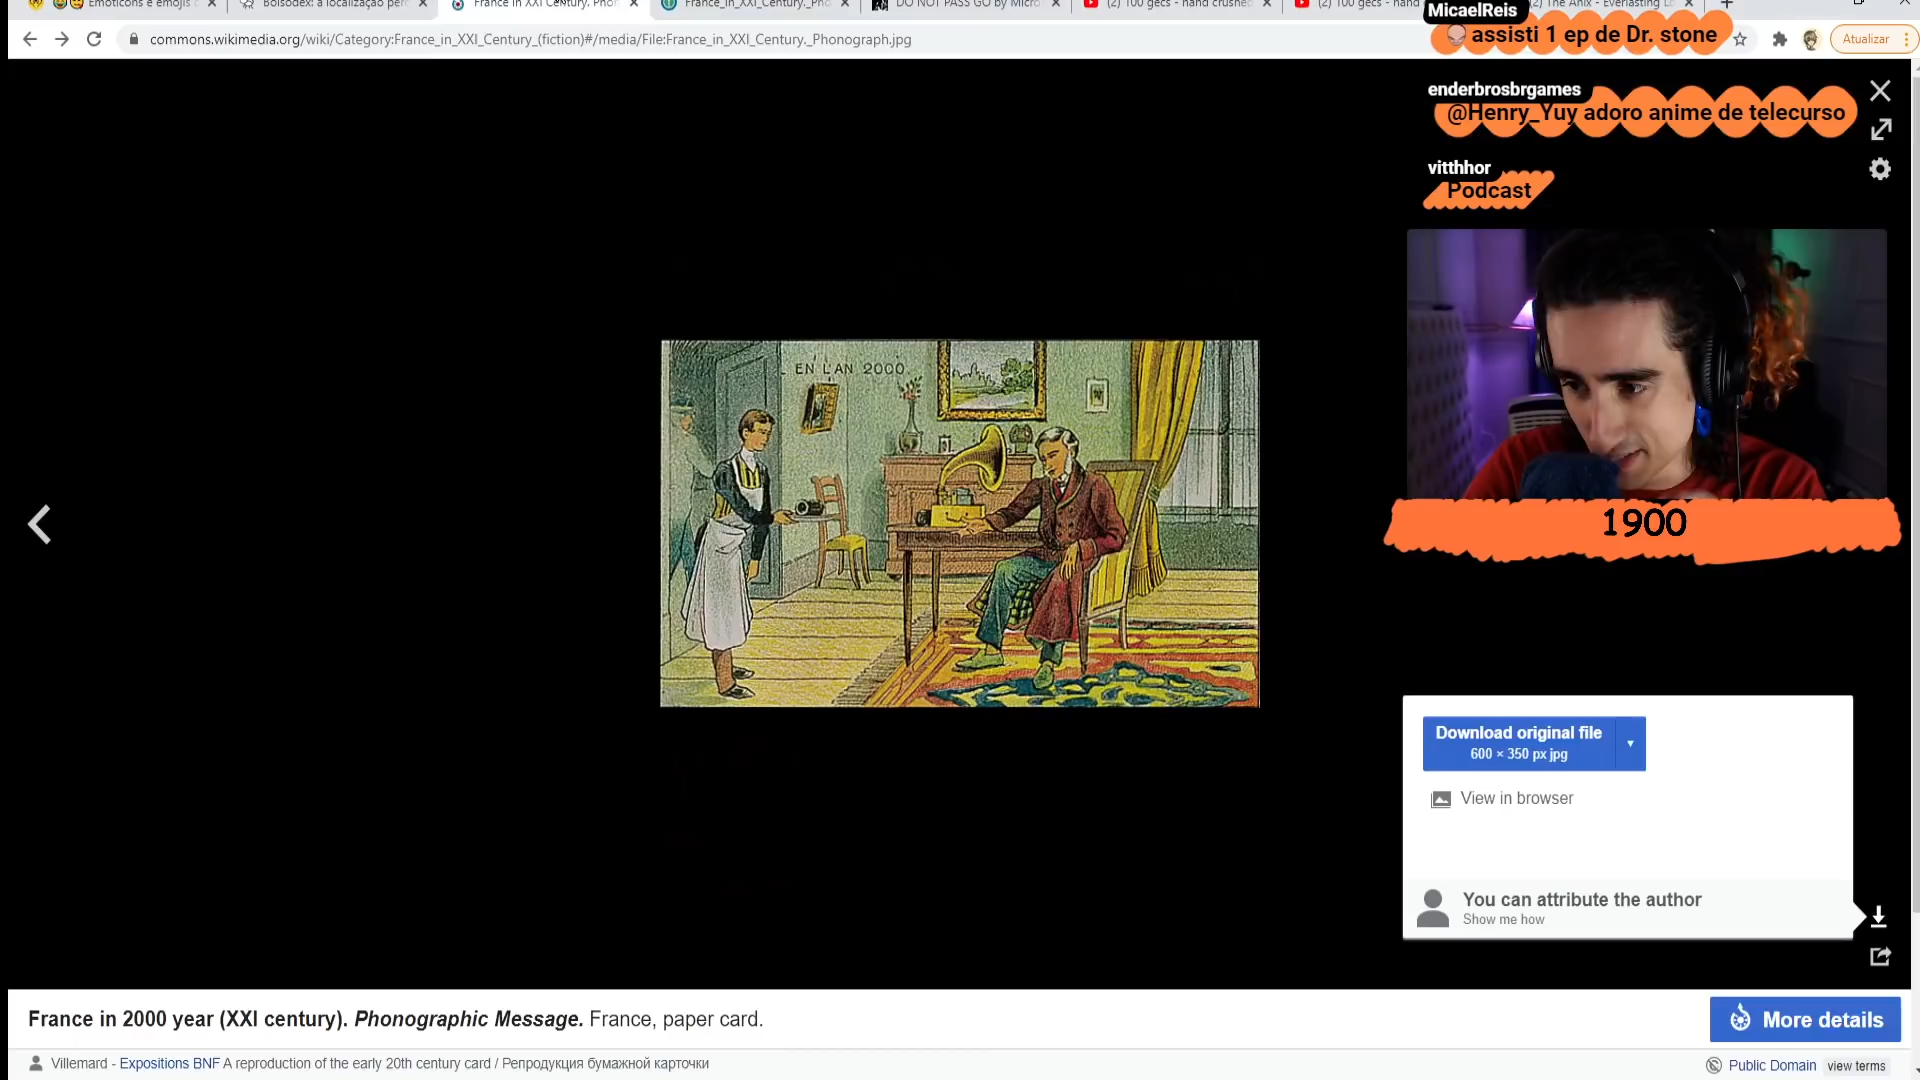 Emoticons e emojis
Bolsodex: a localização per
France in XXI Century. Phon
France_in_XXI_Century._Pho
DO NOT PASS GO by Micro
(2) 100 gecs - hand crushed
(2) 100 gecs - hand
(2) The Anix - Everlasting
commons.wikimedia.org/wiki/Category:France_in_XXI_Century_(fiction)#/media/File:France_in_XXI_Century._Phonograph.jpg
Atualizar
MicaelReis
assisti 1 ep de Dr. stone
enderbrosbrgames
@Henry_Yuy adoro anime de telecurso
vitthhor
Podcast
EN L'AN 2000
1900
Download original file
600 × 350 px jpg
View in browser
You can attribute the author
Show me how
France in 2000 year (XXI century). Phonographic Message. France, paper card.
More details
Villemard - Expositions BNF A reproduction of the early 20th century card / Репродукция бумажной карточки
Public Domain view terms